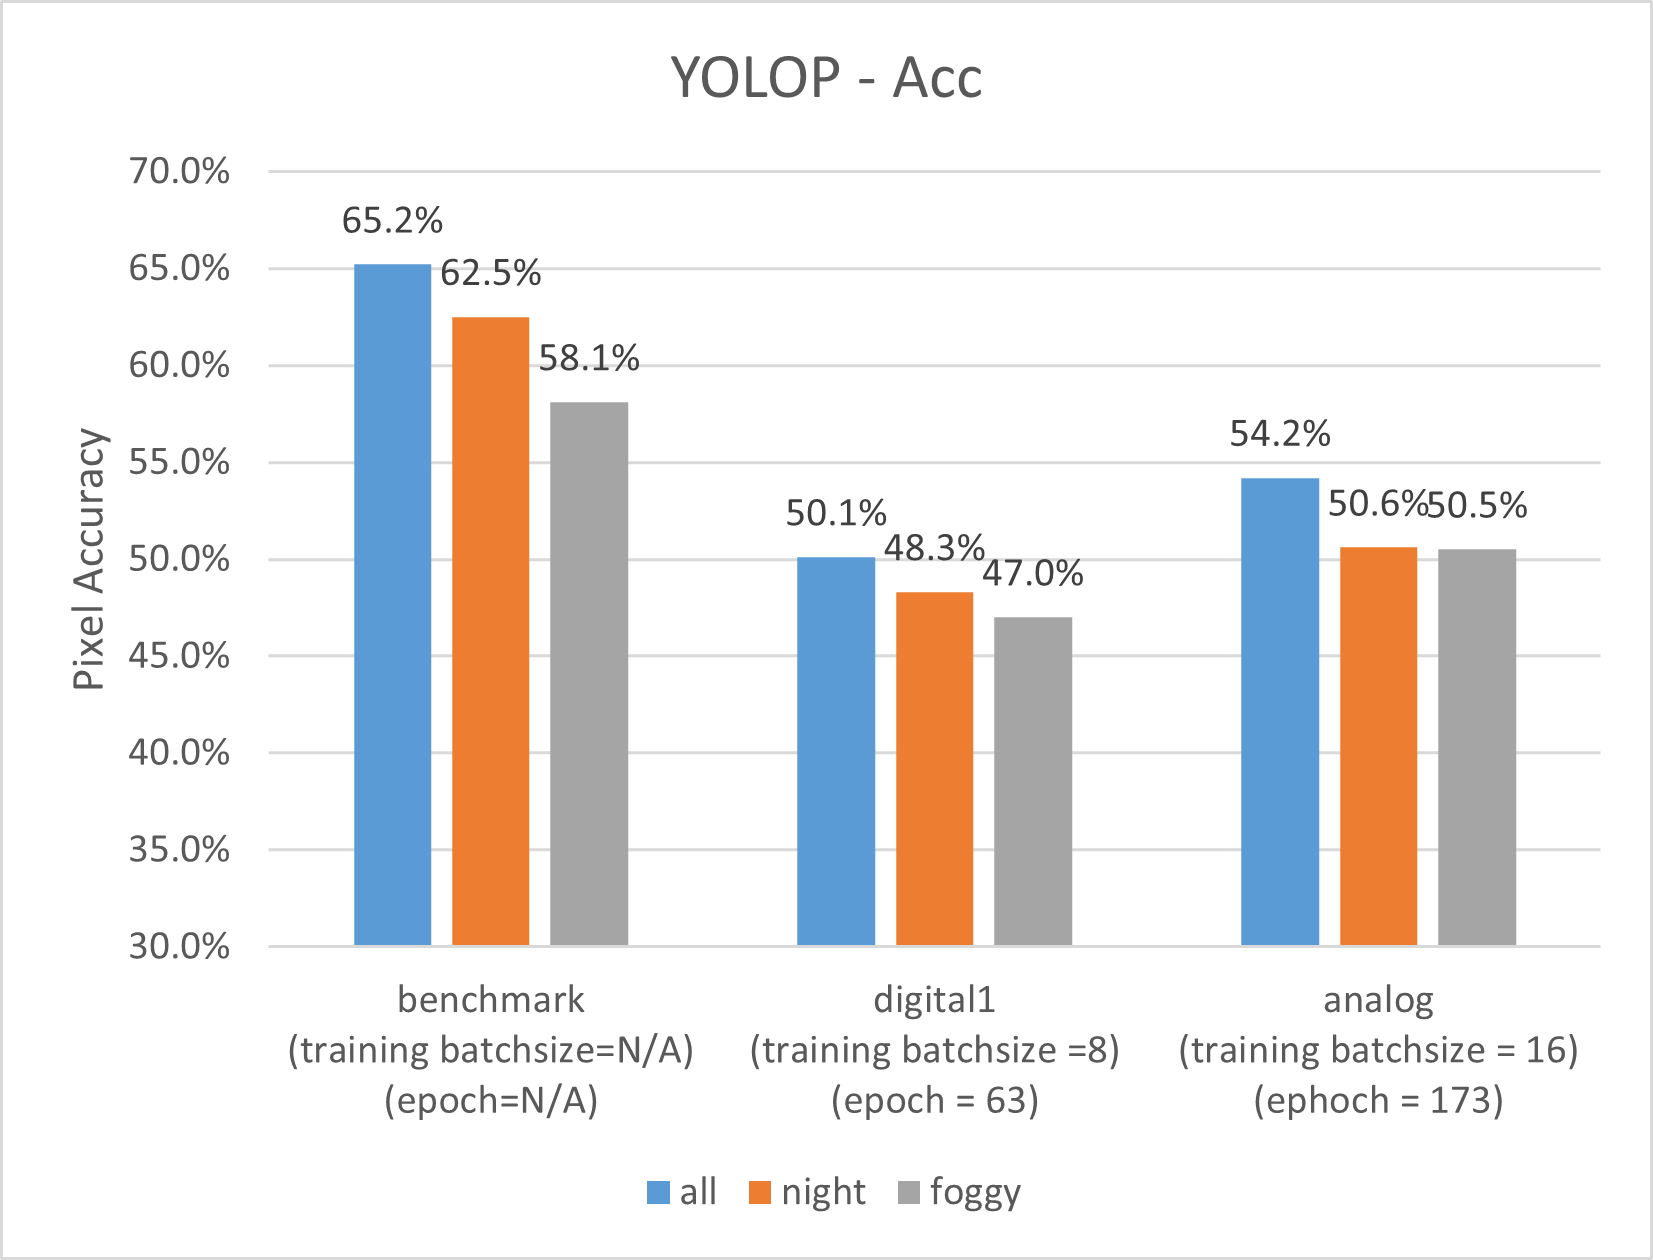 YOLOP - Acc
70.0%
65.0%
60.0%
55.0%
50.0%
45.0%
40.0%
35.0%
30.0%
Pixel Accuracy
65.2%
62.5%
58.1%
50.1%
48.3%
47.0%
54.2%
50.6%
50.5%
benchmark
(training batchsize=N/A)
(epoch=N/A)
digital1
(training batchsize =8)
(epoch = 63)
analog
(training batchsize = 16)
(ephoch = 173)
all night foggy